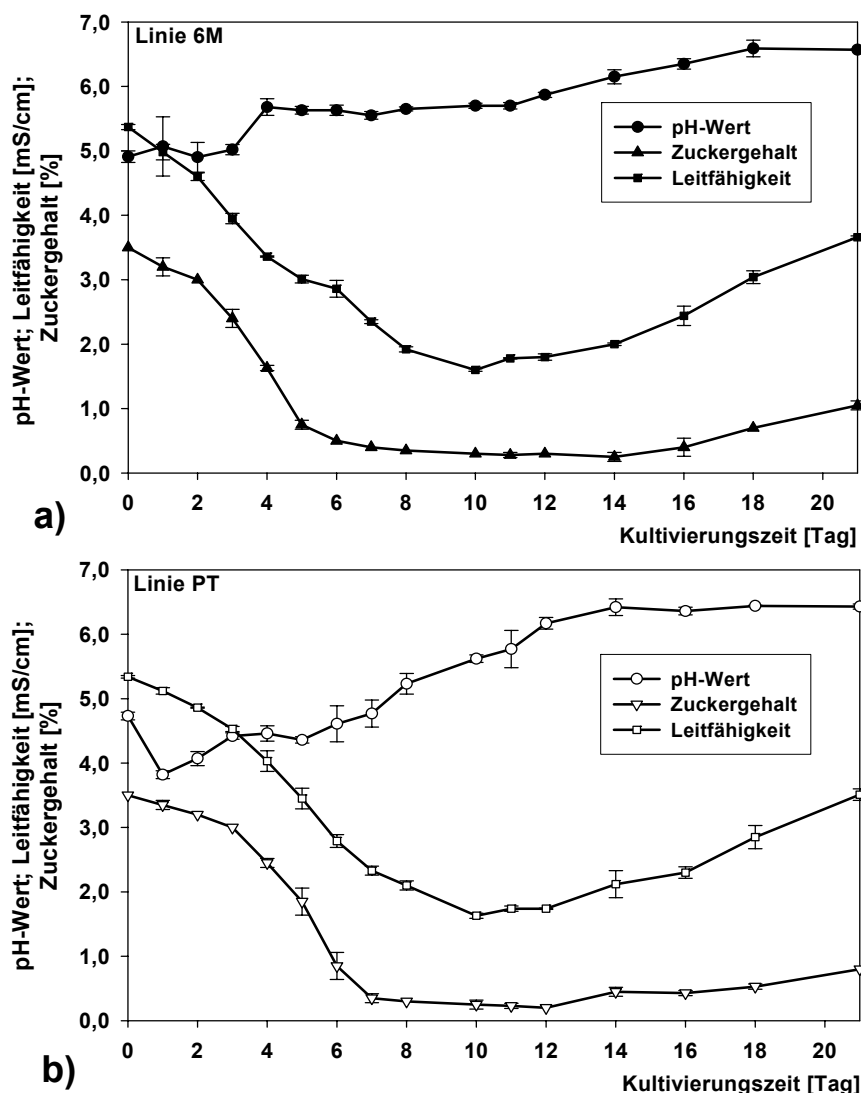 7,0
Linie 6M
6,0
5,0
4,0
3,0
2,0
1,0
0,0
pH-Wert; Leitfähigkeit [mS/cm];
Zuckergehalt [%]
pH-Wert
Zuckergehalt
Leitfähigkeit
0 2 4 6 8 10 12 14 16 18 20
Kultivierungszeit [Tag]
a)
7,0
Linie PT
6,0
5,0
4,0
3,0
2,0
1,0
0,0
pH-Wert; Leitfähigkeit [mS/cm];
Zuckergehalt [%]
pH-Wert
Zuckergehalt
Leitfähigkeit
0 2 4 6 8 10 12 14 16 18 20
Kultivierungszeit [Tag]
b)